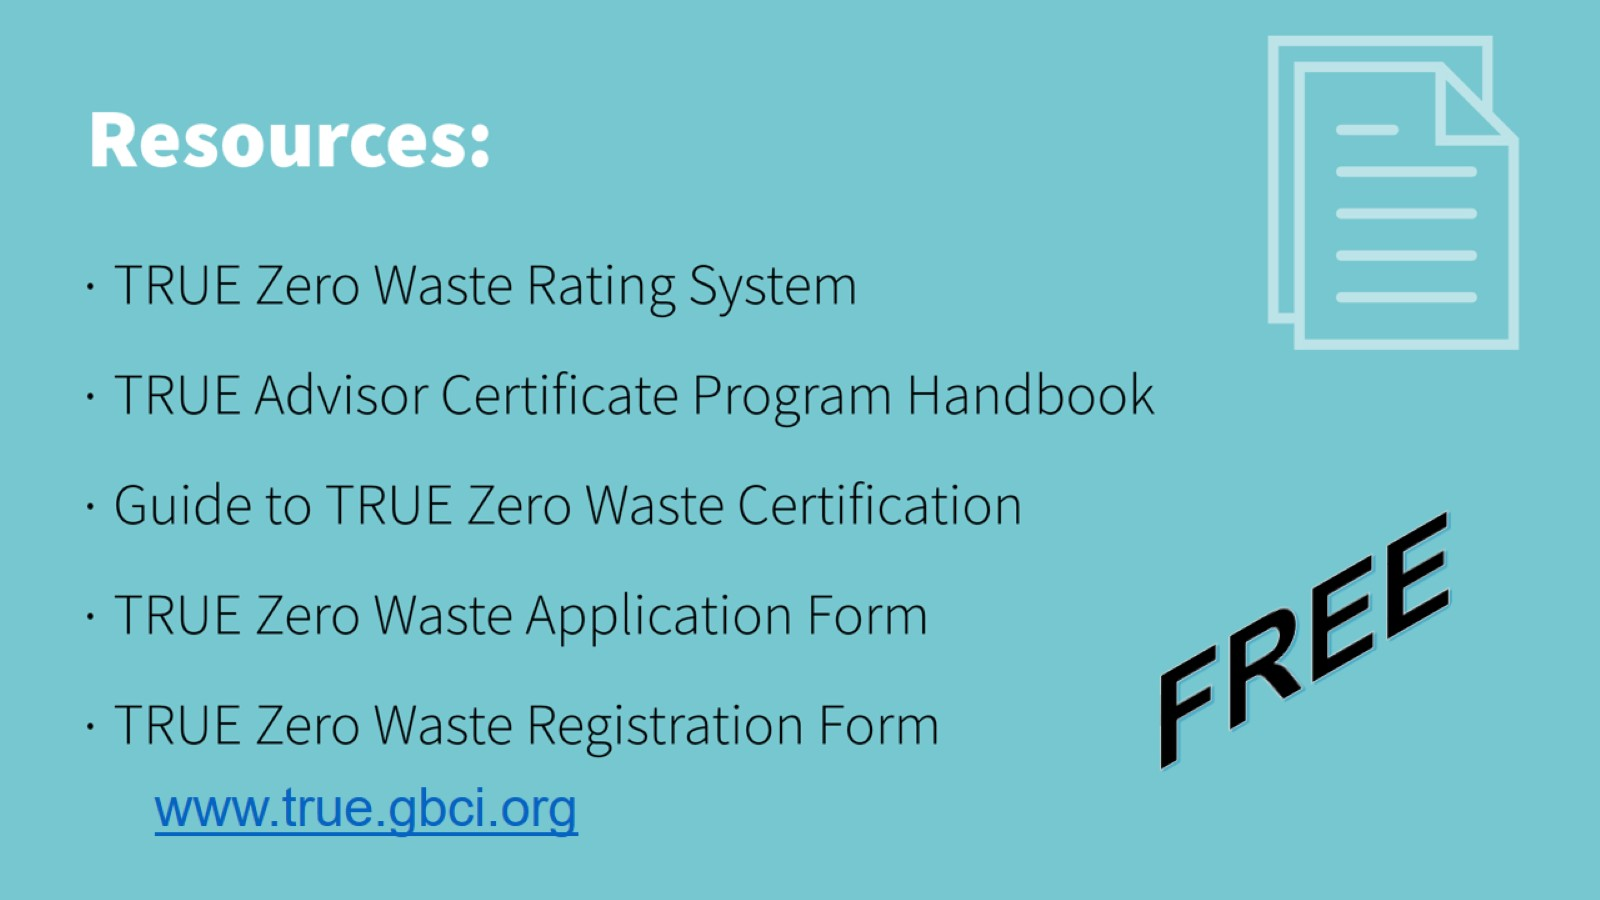 Resources:
· TRUE Zero Waste Rating System
· TRUE Advisor Certificate Program Handbook
· Guide to TRUE Zero Waste Certification
· TRUE Zero Waste Application Form
· TRUE Zero Waste Registration Form
www.true.gbci.org
FREE